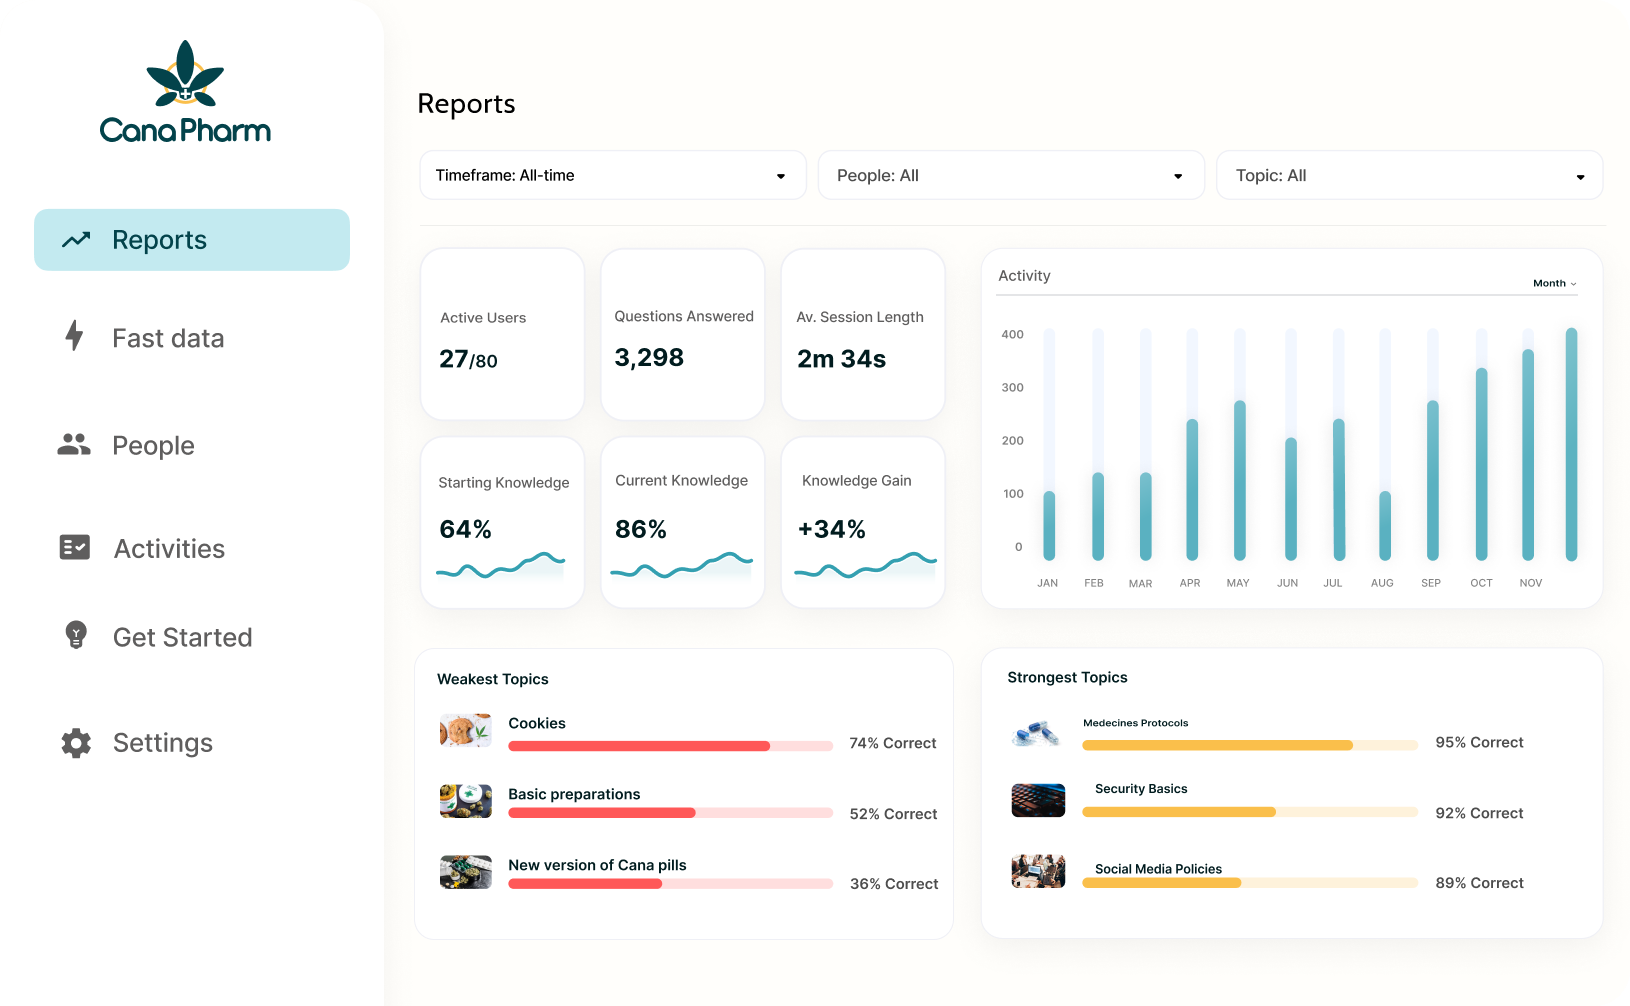 Cana Pharm
Reports
Fast data
People
Activities
Get Started
Settings
Reports
Timeframe: All-time
People: All
Topic: All
Active Users
27/80
Questions Answered
3,298
Av. Session Length
2m 34s
Starting Knowledge
64%
Current Knowledge
86%
Knowledge Gain
+34%
Activity
Month
400
300
200
100
0
JAN FEB MAR APR MAY JUN JUL AUG SEP OCT NOV
Weakest Topics
Cookies
74% Correct
Basic preparations
52% Correct
New version of Cana pills
36% Correct
Strongest Topics
Medecines Protocols
95% Correct
Security Basics
92% Correct
Social Media Policies
89% Correct